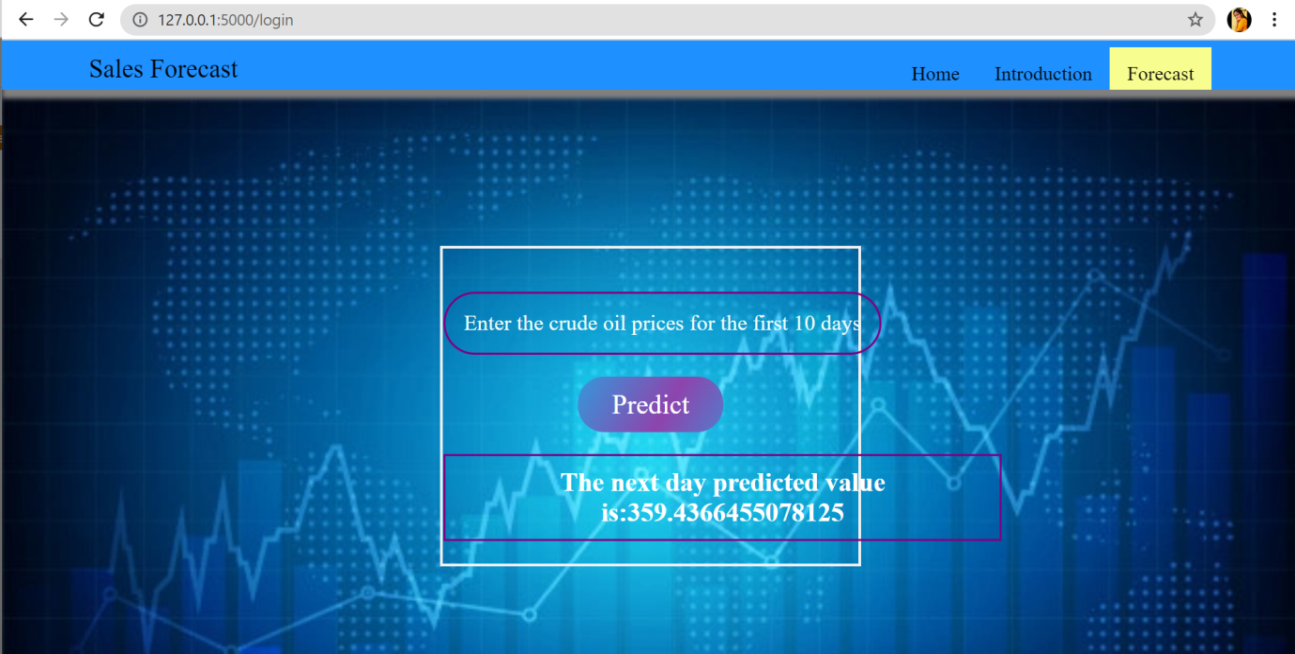 127.0.0.1:5000/login
Sales Forecast
Home Introduction Forecast
Enter the crude oil prices for the first 10 days
Predict
The next day predicted value
is:359.4366455078125